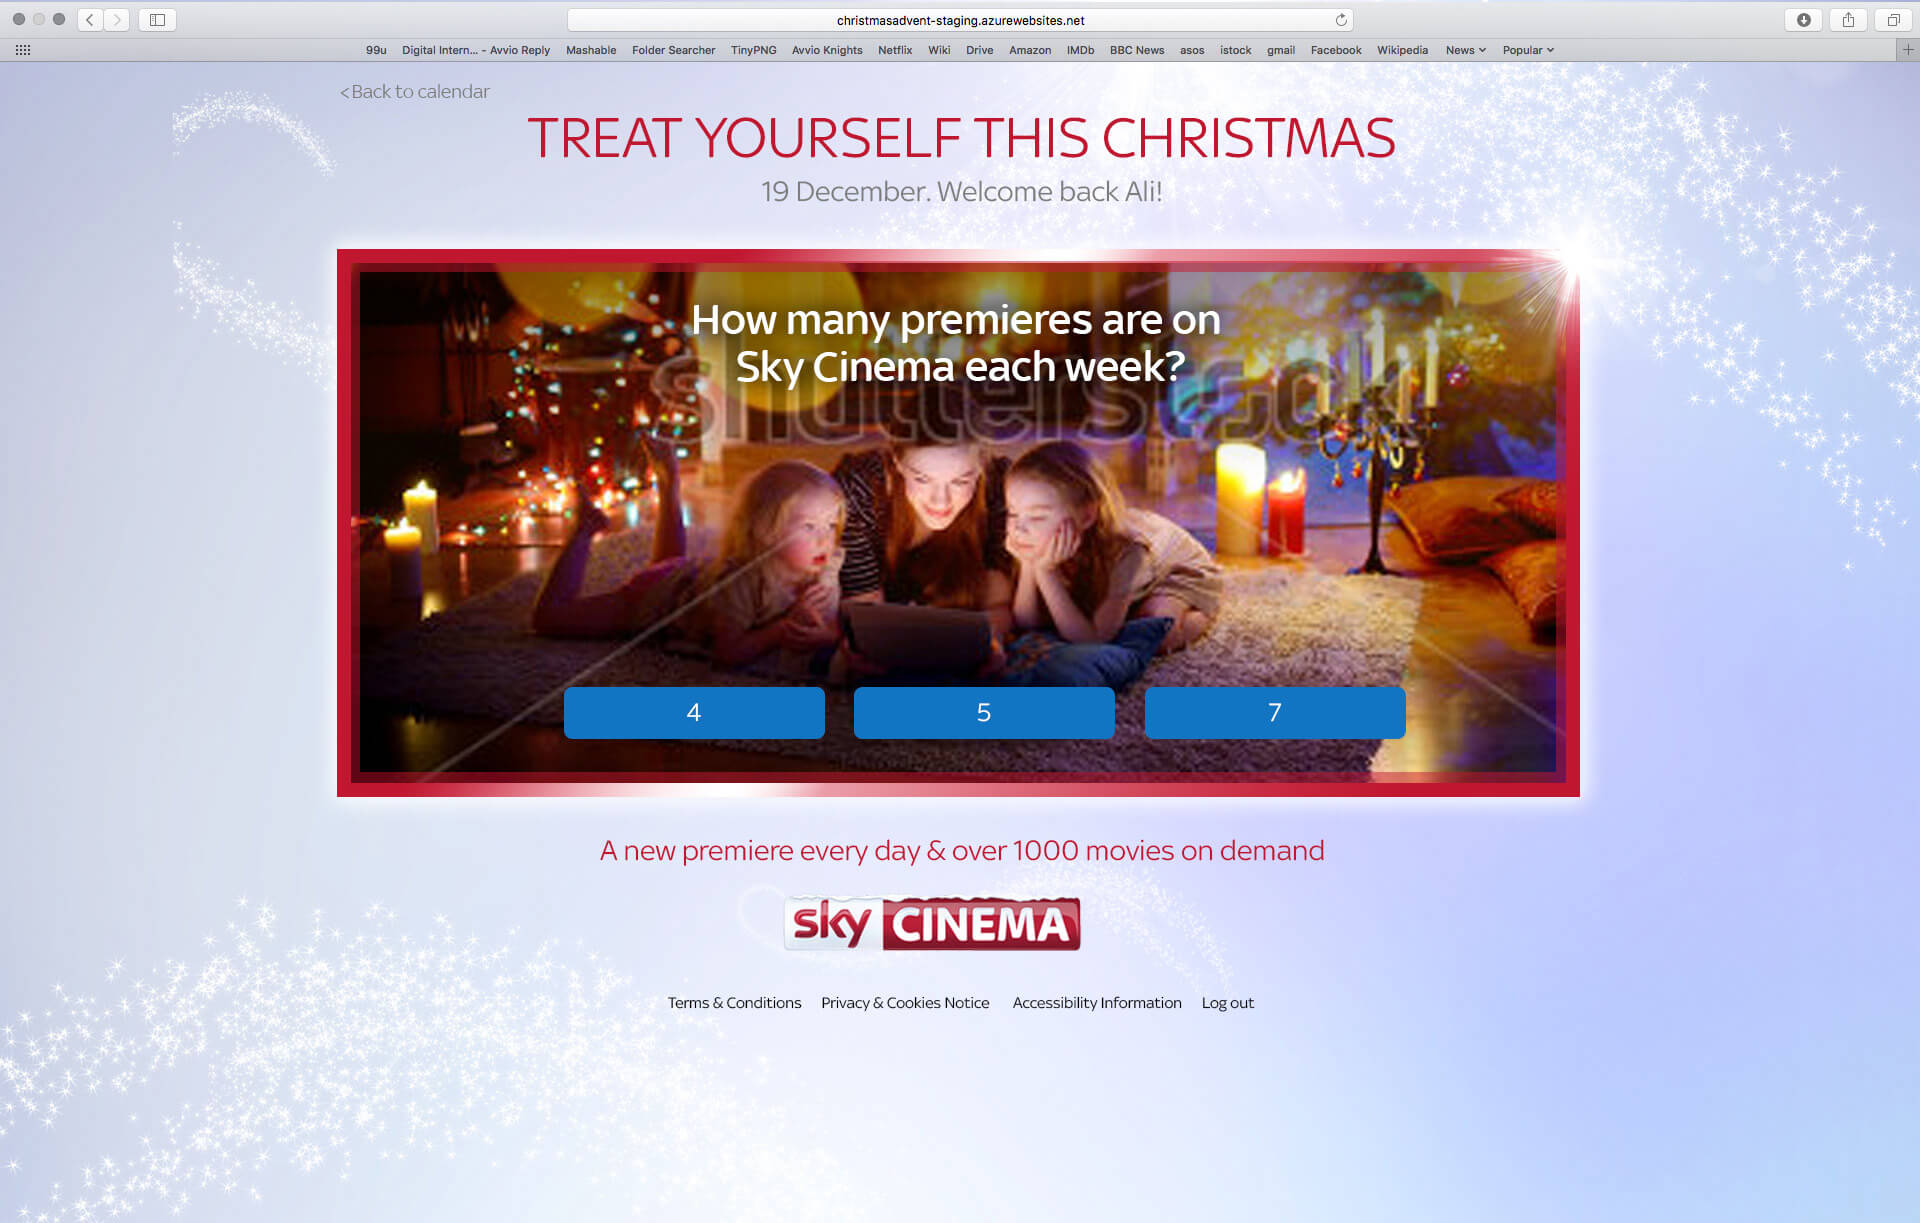 christmasadvent-staging.azurewebsites.net
99u Digital Intern... - Avvio Reply Mashable Folder Searcher TinyPNG Avvio Knights Netflix Wiki Drive Amazon IMDb BBC News asos istock gmail Facebook Wikipedia News Popular
< Back to calendar
TREAT YOURSELF THIS CHRISTMAS
19 December. Welcome back Ali!
How many premieres are on
Sky Cinema each week?
shutterstock
4 5 7
A new premiere every day & over 1000 movies on demand
sky CINEMA
Terms & Conditions Privacy & Cookies Notice Accessibility Information Log out